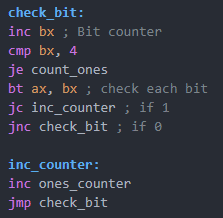 check_bit:
inc bx ; Bit counter
cmp bx, 4
je count_ones
bt ax, bx ; check each bit
jc inc_counter ; if 1
jnc check_bit ; if 0
inc_counter:
inc ones_counter
jmp check_bit